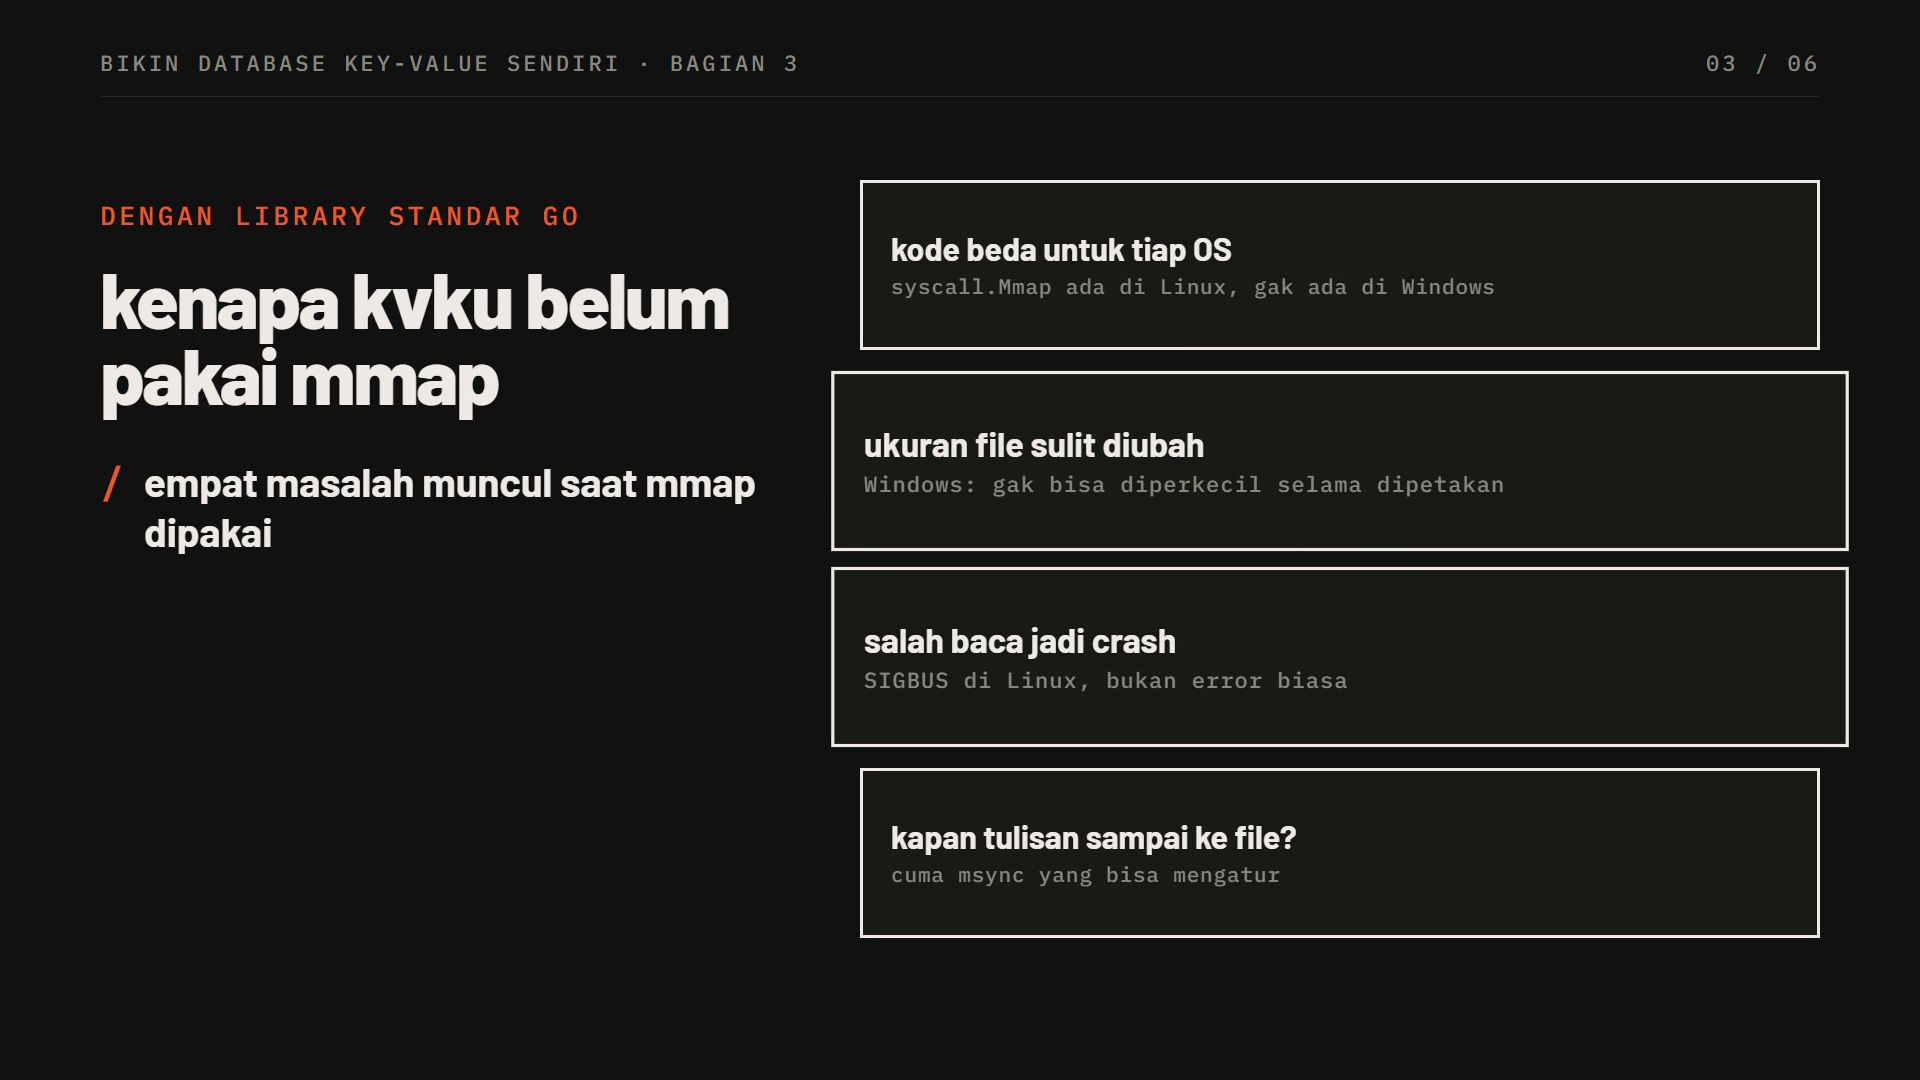 BIKIN DATABASE KEY-VALUE SENDIRI · BAGIAN 3
03 / 06
DENGAN LIBRARY STANDAR GO
kenapa kvku belum
pakai mmap
/ empat masalah muncul saat mmap
dipakai
kode beda untuk tiap OS
syscall.Mmap ada di Linux, gak ada di Windows
ukuran file sulit diubah
Windows: gak bisa diperkecil selama dipetakan
salah baca jadi crash
SIGBUS di Linux, bukan error biasa
kapan tulisan sampai ke file?
cuma msync yang bisa mengatur